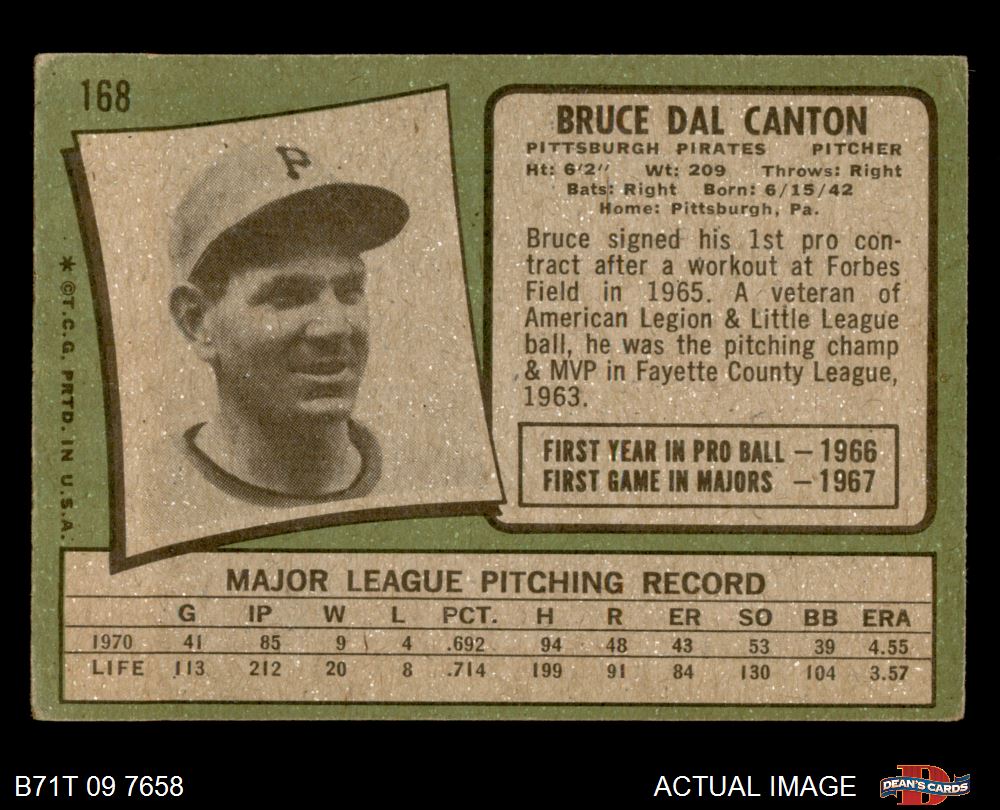 168
P
BRUCE DAL CANTON
PITTSBURGH PIRATES PITCHER
Ht: 6'2" Wt: 209 Throws: Right
Bats: Right Born: 6/15/42
Home: Pittsburgh, Pa.
Bruce signed his 1st pro con-
tract after a workout at Forbes
Field in 1965. A veteran of
American Legion & Little League
ball, he was the pitching champ
& MVP in Fayette County League,
1963.
FIRST YEAR IN PRO BALL – 1966
FIRST GAME IN MAJORS – 1967
* ©T.C.G. PRTD. IN U.S.A.
MAJOR LEAGUE PITCHING RECORD
G IP W L PCT. H R ER SO BB ERA
1970 41 85 9 4 .692 94 48 43 53 39 4.55
LIFE 113 212 20 8 .714 199 91 84 130 104 3.57
B71T 09 7658 ACTUAL IMAGE DEAN'S CARDS